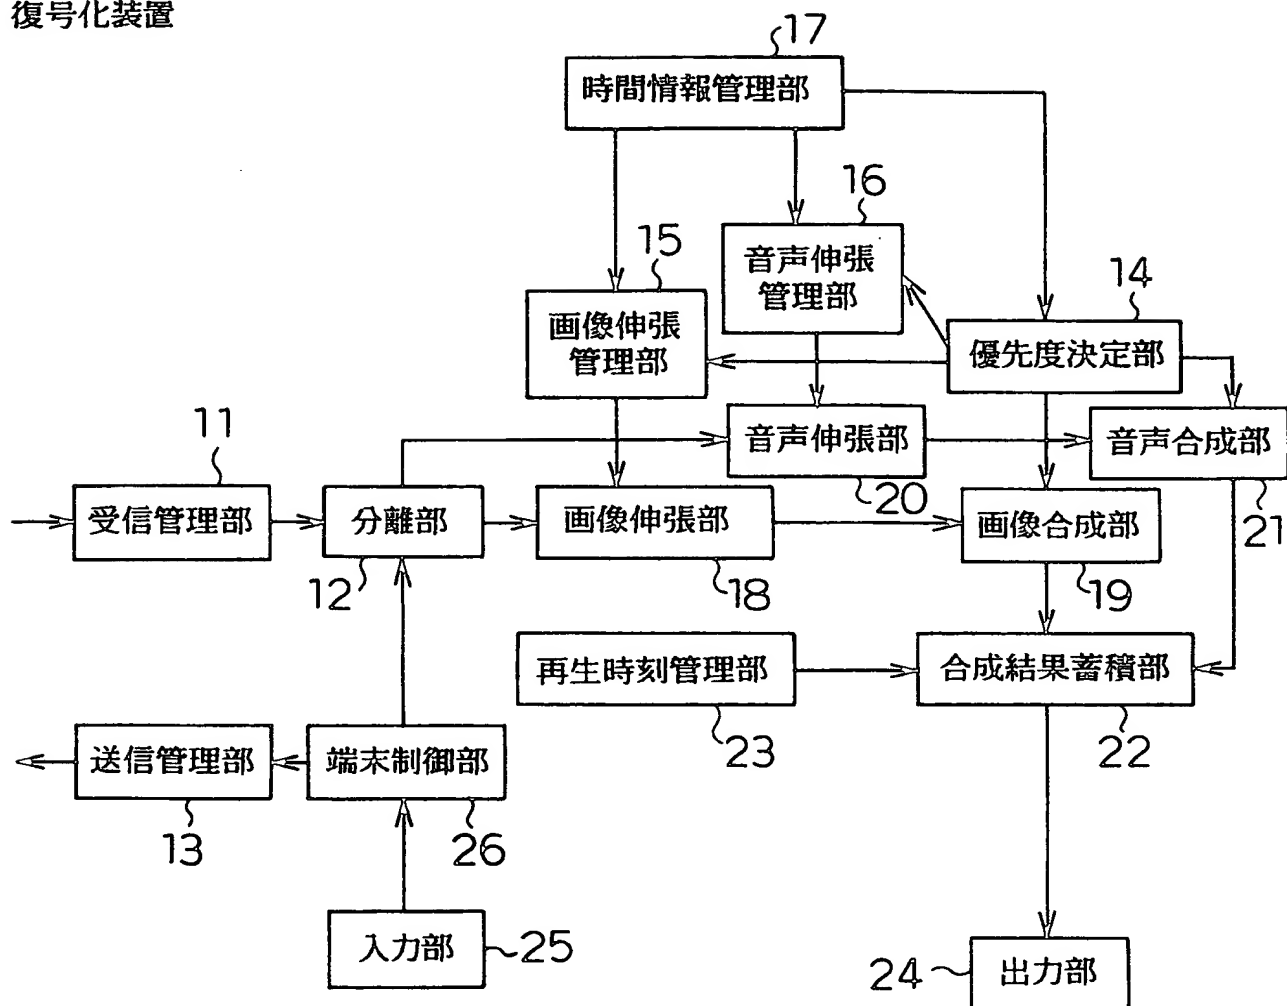 復号化装置
17
時間情報管理部
16
音声伸張
管理部
15
画像伸張
管理部
14
優先度決定部
11
受信管理部
分離部
12
音声伸張部
20
音声合成部
21
画像伸張部
18
画像合成部
19
再生時刻管理部
23
合成結果蓄積部
22
送信管理部
13
端末制御部
26
入力部
25
24
出力部